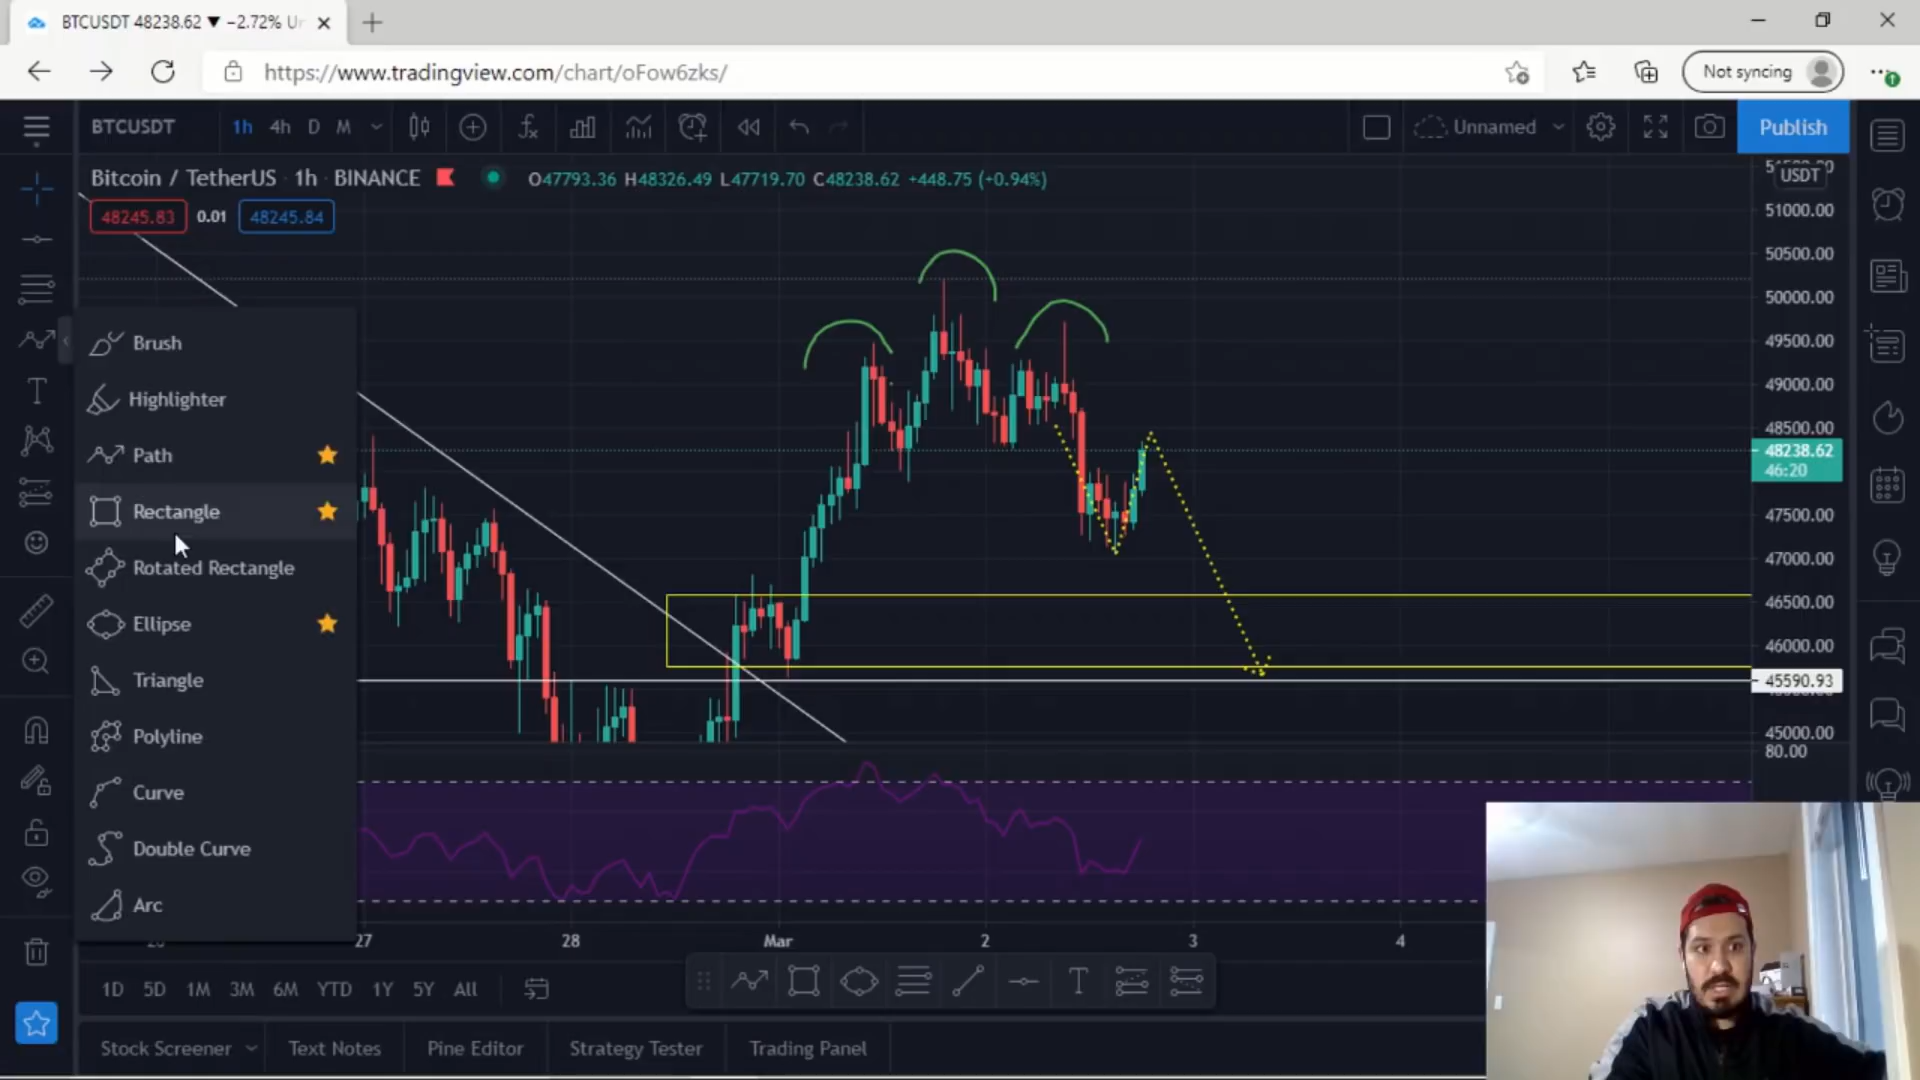 BTCUSDT 48238.62 ▼ −2.72% Un
https://www.tradingview.com/chart/oFow6zks/
Not syncing
BTCUSDT 1h 4h D M
Unnamed
Publish
Bitcoin / TetherUS · 1h · BINANCE O47793.36 H48326.49 L47719.70 C48238.62 +448.75 (+0.94%)
48245.83 0.01 48245.84
USDT
51000.00
50500.00
50000.00
49500.00
49000.00
48500.00
48238.62
46:20
47500.00
47000.00
46500.00
46000.00
45590.93
45000.00
80.00
Brush
Highlighter
Path
Rectangle
Rotated Rectangle
Ellipse
Triangle
Polyline
Curve
Double Curve
Arc
27 28 Mar 2 3 4
1D 5D 1M 3M 6M YTD 1Y 5Y All
Stock Screener Text Notes Pine Editor Strategy Tester Trading Panel